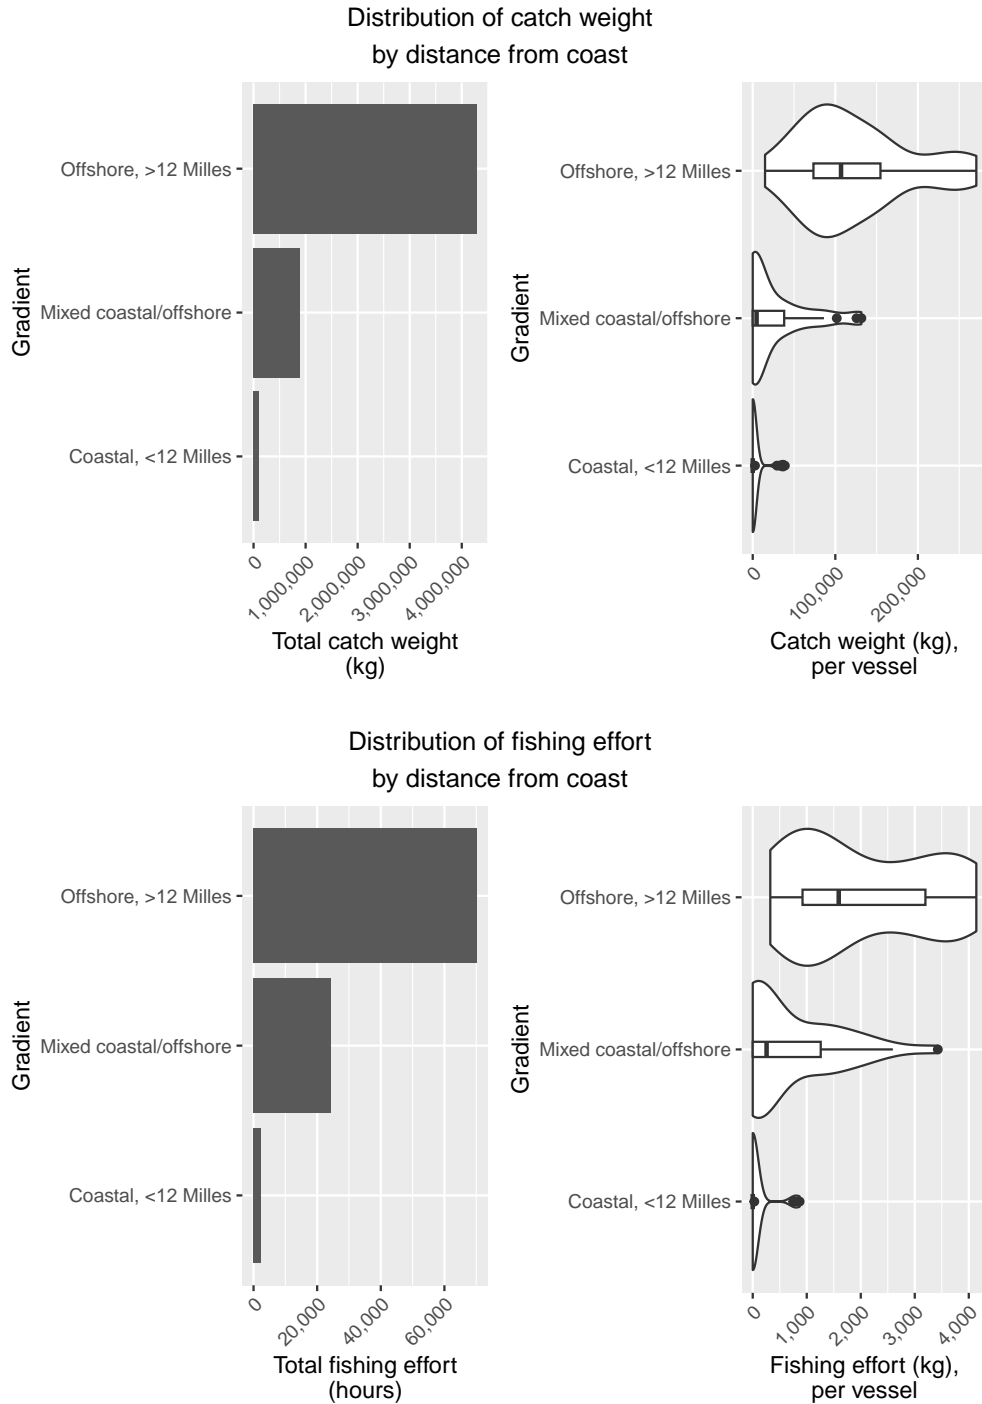 Distribution of catch weight
by distance from coast
Gradient
Offshore, >12 Milles
Mixed coastal/offshore
Coastal, <12 Milles
0
1,000,000
2,000,000
3,000,000
4,000,000
Total catch weight
(kg)
Gradient
Offshore, >12 Milles
Mixed coastal/offshore
Coastal, <12 Milles
0
100,000
200,000
Catch weight (kg),
per vessel
Distribution of fishing effort
by distance from coast
Gradient
Offshore, >12 Milles
Mixed coastal/offshore
Coastal, <12 Milles
0
20,000
40,000
60,000
Total fishing effort
(hours)
Gradient
Offshore, >12 Milles
Mixed coastal/offshore
Coastal, <12 Milles
0
1,000
2,000
3,000
4,000
Fishing effort (kg),
per vessel